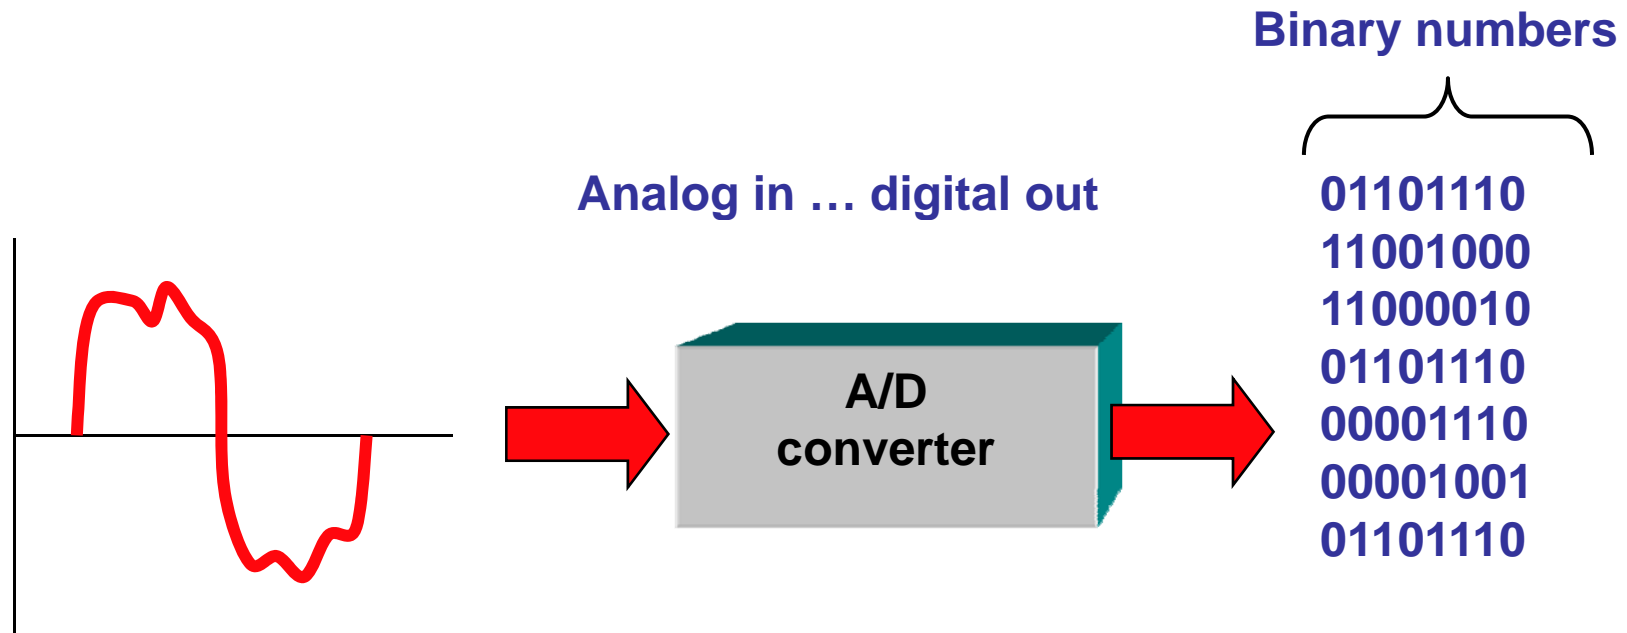 Binary numbers
Analog in … digital out
01101110
11001000
11000010
01101110
00001110
00001001
01101110
A/D
converter